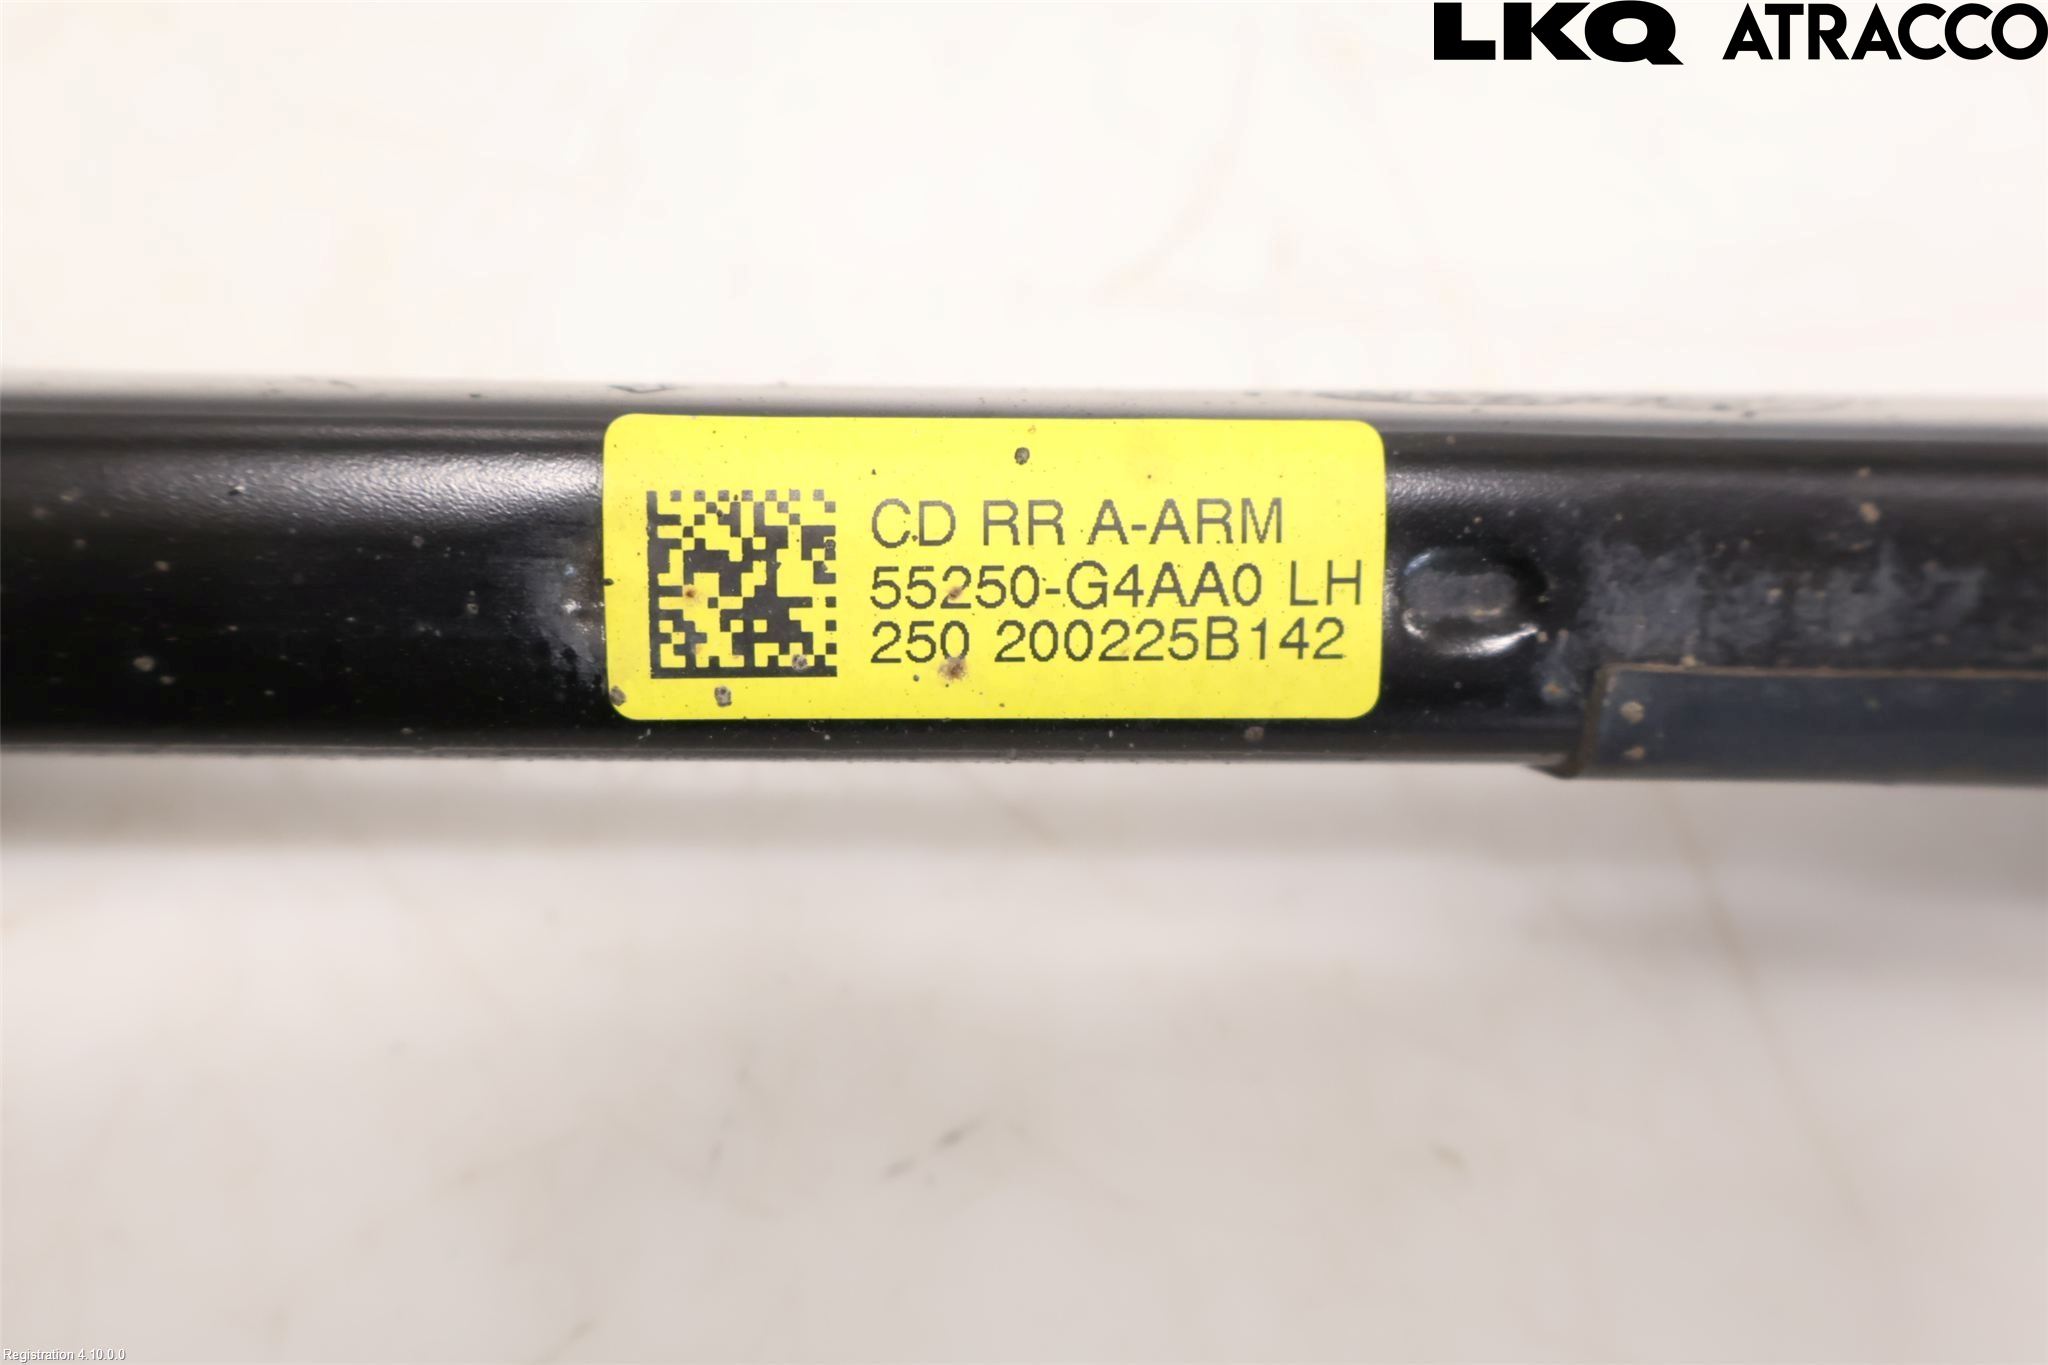 LKQ ATRACCO
CD RR A-ARM
55250-G4AA0 LH
250 200225B142
Registration 4.10.0.0